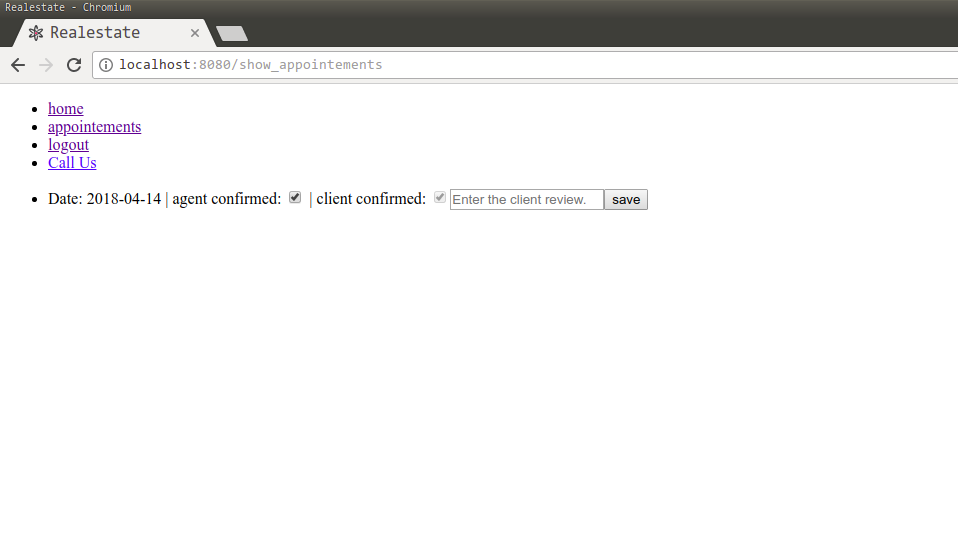 Realestate - Chromium
Realestate
localhost:8080/show_appointements
home
appointements
logout
Call Us
Date: 2018-04-14 | agent confirmed: | client confirmed: Enter the client review. save